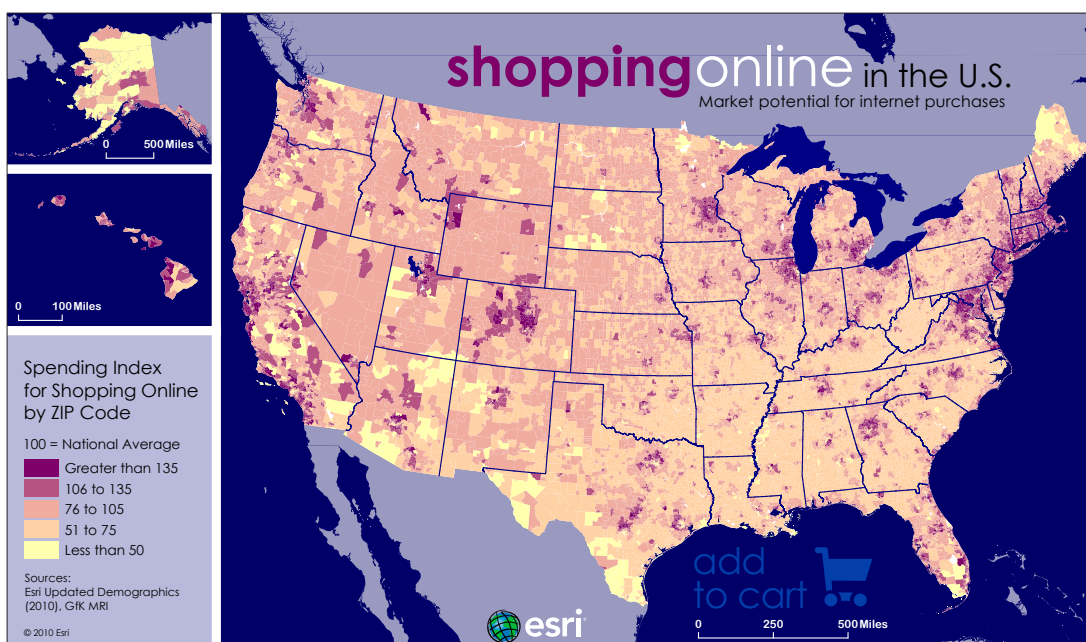 shopping online in the U.S.
Market potential for internet purchases
0 500 Miles
0 100 Miles
Spending Index
for Shopping Online
by ZIP Code
100 = National Average
Greater than 135
106 to 135
76 to 105
51 to 75
Less than 50
Sources:
Esri Updated Demographics
(2010), GfK MRI
© 2010 Esri
add
to cart
esri
0 250 500 Miles